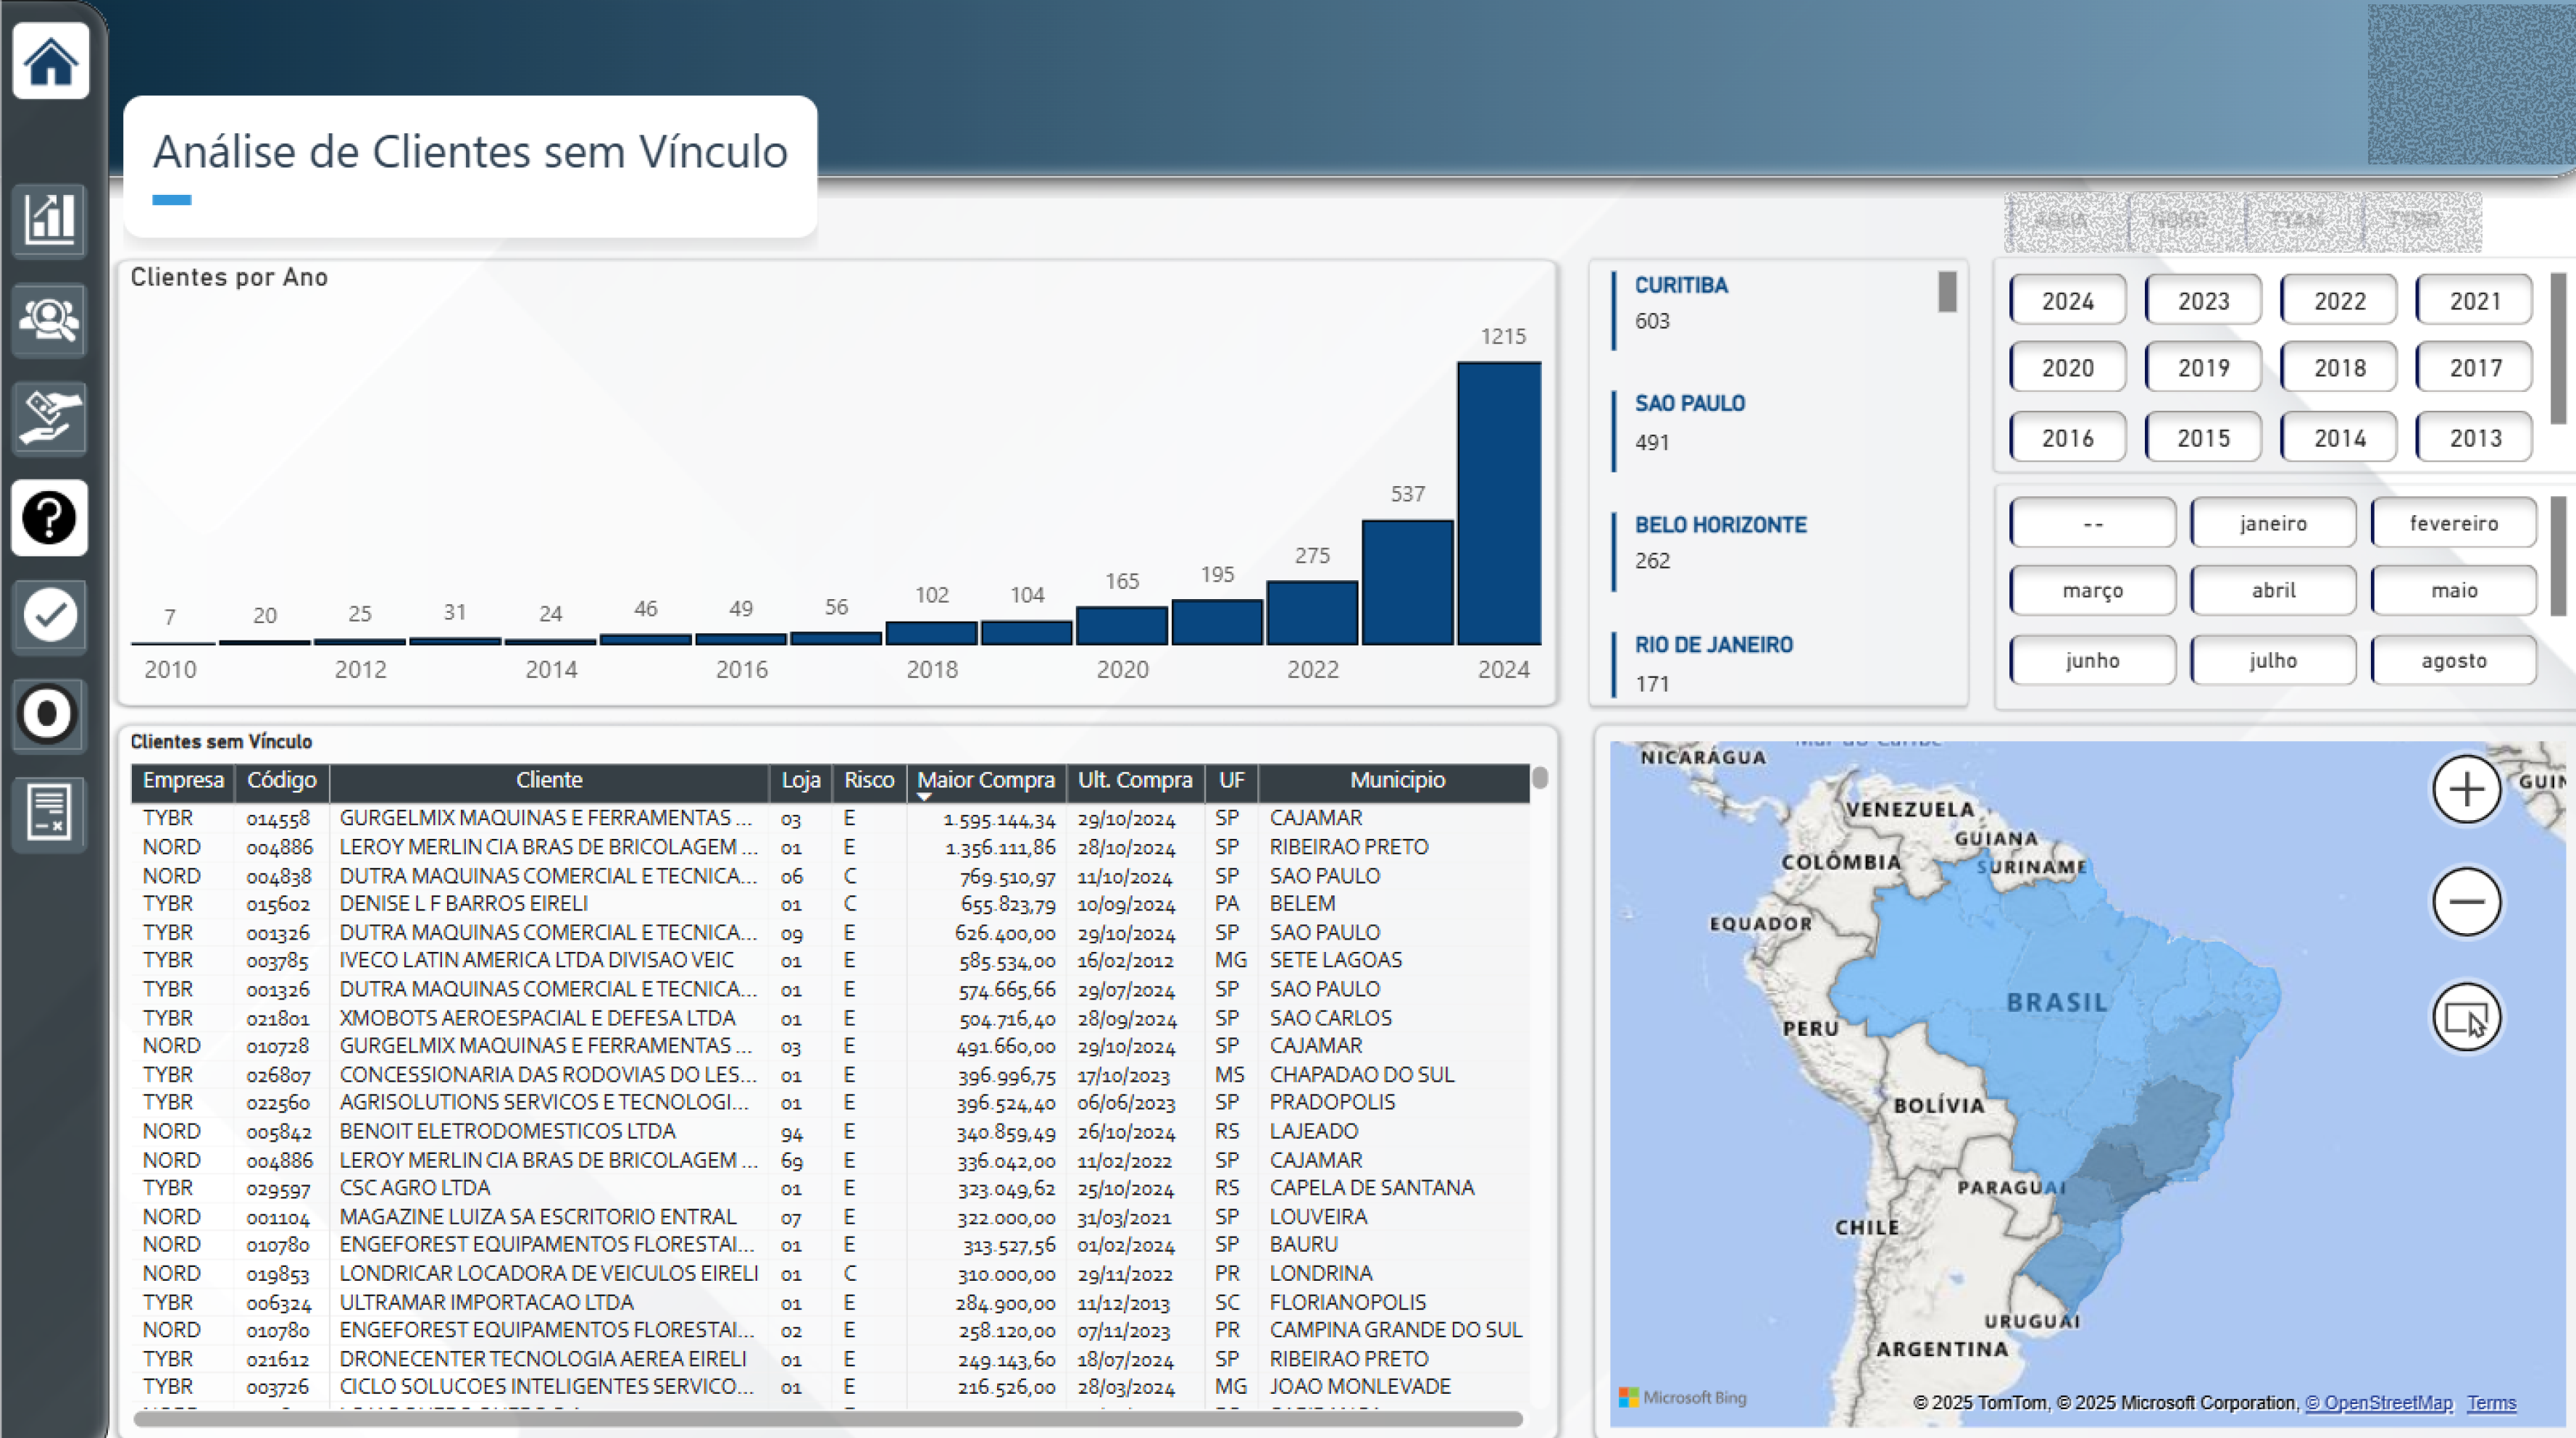 Análise de Clientes sem Vínculo
Clientes por Ano
1215
537
275
195
165
104
102
56
49
46
24
31
25
20
7
2010 2012 2014 2016 2018 2020 2022 2024
CURITIBA
603
SAO PAULO
491
BELO HORIZONTE
262
RIO DE JANEIRO
171
2024 2023 2022 2021
2020 2019 2018 2017
2016 2015 2014 2013
-- janeiro fevereiro
março abril maio
junho julho agosto
Clientes sem Vínculo
Empresa Código Cliente Loja Risco Maior Compra Ult. Compra UF Municipio
TYBR 014558 GURGELMIX MAQUINAS E FERRAMENTAS ... 03 E 1.595.144,34 29/10/2024 SP CAJAMAR
NORD 004886 LEROY MERLIN CIA BRAS DE BRICOLAGEM ... 01 E 1.356.111,86 28/10/2024 SP RIBEIRAO PRETO
NORD 004838 DUTRA MAQUINAS COMERCIAL E TECNICA... 06 C 769.510,97 11/10/2024 SP SAO PAULO
TYBR 015602 DENISE L F BARROS EIRELI 01 C 655.823,79 10/09/2024 PA BELEM
TYBR 001326 DUTRA MAQUINAS COMERCIAL E TECNICA... 09 E 626.400,00 29/10/2024 SP SAO PAULO
TYBR 003785 IVECO LATIN AMERICA LTDA DIVISAO VEIC 01 E 585.534,00 16/02/2012 MG SETE LAGOAS
TYBR 001326 DUTRA MAQUINAS COMERCIAL E TECNICA... 01 E 574.665,66 29/07/2024 SP SAO PAULO
TYBR 021801 XMOBOTS AEROESPACIAL E DEFESA LTDA 01 E 504.716,40 28/09/2024 SP SAO CARLOS
NORD 010728 GURGELMIX MAQUINAS E FERRAMENTAS ... 03 E 491.660,00 29/10/2024 SP CAJAMAR
TYBR 026807 CONCESSIONARIA DAS RODOVIAS DO LES... 01 E 396.996,75 17/10/2023 MS CHAPADAO DO SUL
TYBR 022560 AGRISOLUTIONS SERVICOS E TECNOLOGI... 01 E 396.524,40 06/06/2023 SP PRADOPOLIS
NORD 005842 BENOIT ELETRODOMESTICOS LTDA 94 E 340.859,49 26/10/2024 RS LAJEADO
NORD 004886 LEROY MERLIN CIA BRAS DE BRICOLAGEM ... 69 E 336.042,00 11/02/2022 SP CAJAMAR
TYBR 029597 CSC AGRO LTDA 01 E 323.049,62 25/10/2024 RS CAPELA DE SANTANA
NORD 001104 MAGAZINE LUIZA SA ESCRITORIO ENTRAL 07 E 322.000,00 31/03/2021 SP LOUVEIRA
NORD 010780 ENGEFOREST EQUIPAMENTOS FLORESTAI... 01 E 313.527,56 01/02/2024 SP BAURU
NORD 019853 LONDRICAR LOCADORA DE VEICULOS EIRELI 01 C 310.000,00 29/11/2022 PR LONDRINA
TYBR 006324 ULTRAMAR IMPORTACAO LTDA 01 E 284.900,00 11/12/2013 SC FLORIANOPOLIS
NORD 010780 ENGEFOREST EQUIPAMENTOS FLORESTAI... 02 E 258.120,00 07/11/2023 PR CAMPINA GRANDE DO SUL
TYBR 021612 DRONECENTER TECNOLOGIA AEREA EIRELI 01 E 249.143,60 18/07/2024 SP RIBEIRAO PRETO
TYBR 003726 CICLO SOLUCOES INTELIGENTES SERVICO... 01 E 216.526,00 28/03/2024 MG JOAO MONLEVADE
NICARÁGUA
VENEZUELA
GUIANA
COLÔMBIA
SURINAME
EQUADOR
BRASIL
PERU
BOLÍVIA
PARAGUAI
CHILE
URUGUAI
ARGENTINA
Microsoft Bing
© 2025 TomTom, © 2025 Microsoft Corporation, © OpenStreetMap Terms